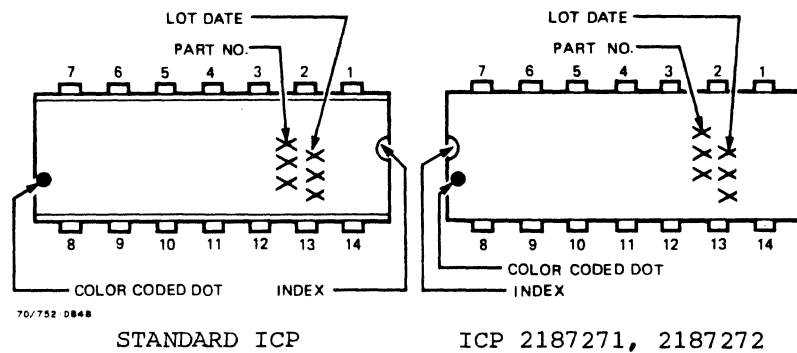 LOT DATE LOT DATE
PART NO. PART NO.
7 6 5 4 3 2 1 7 6 5 4 3 2 1
X X X X X X X X X X X X
8 9 10 11 12 13 14 8 9 10 11 12 13 14
COLOR CODED DOT
COLOR CODED DOT INDEX INDEX
70/752-D848
STANDARD ICP ICP 2187271, 2187272